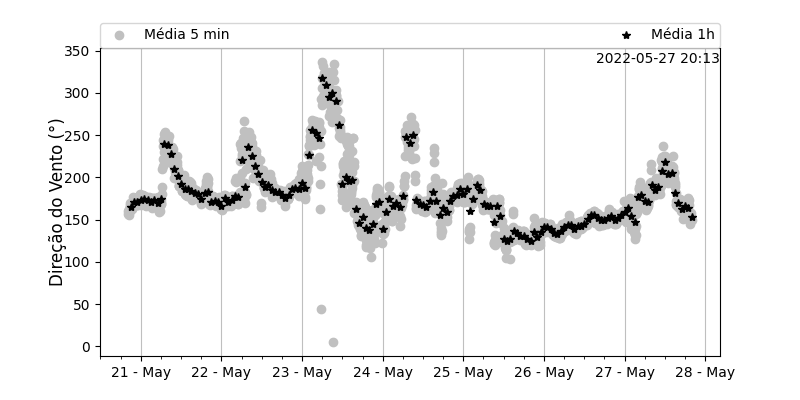 Média 5 min
Média 1h
2022-05-27 20:13
Direção do Vento (°)
350
300
250
200
150
100
50
0
21 - May
22 - May
23 - May
24 - May
25 - May
26 - May
27 - May
28 - May